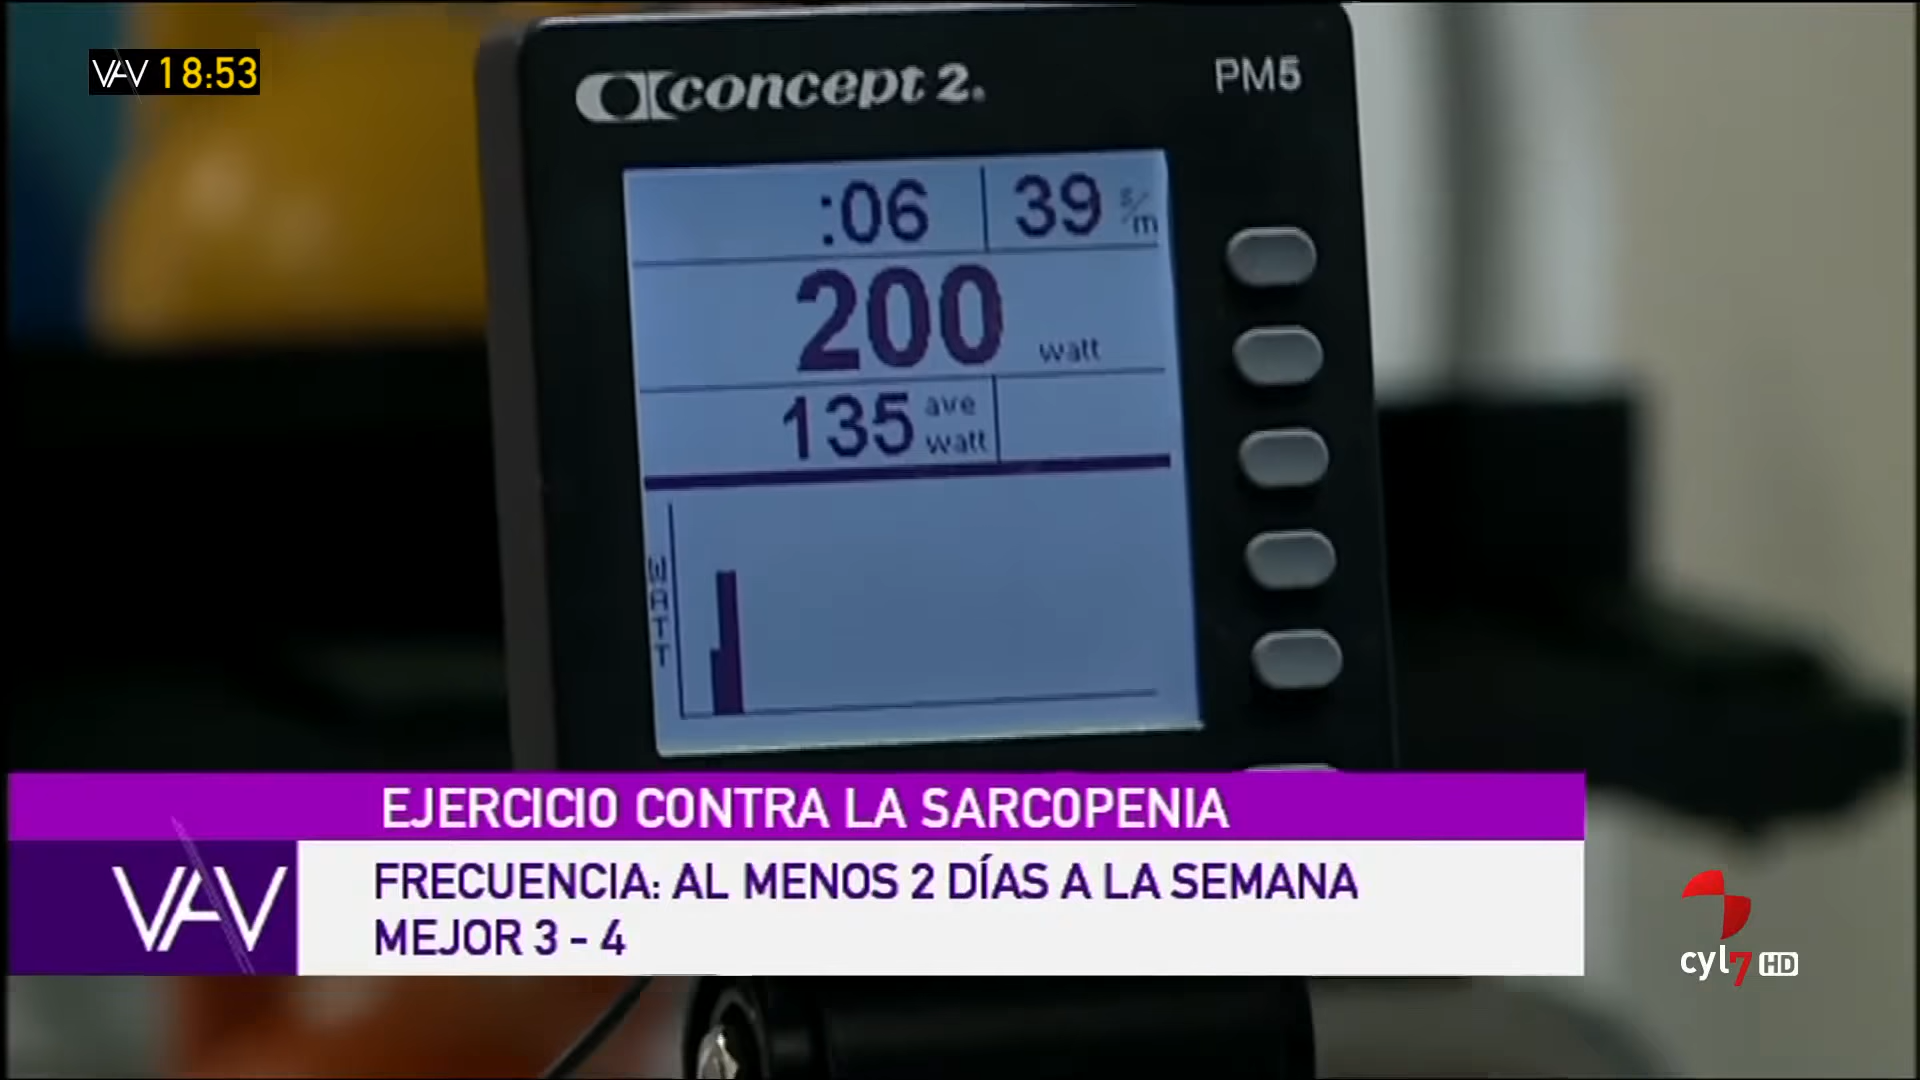 VAV 18:53
concept 2.
PM5
:06
39 s/m
200 watt
135 ave watt
WATT
EJERCICIO CONTRA LA SARCOPENIA
VAV
FRECUENCIA: AL MENOS 2 DÍAS A LA SEMANA
MEJOR 3 - 4
cyl7 HD